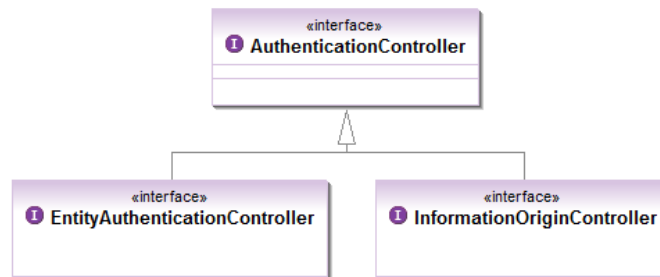 «interface»
I AuthenticationController
«interface»
I EntityAuthenticationController
«interface»
I InformationOriginController